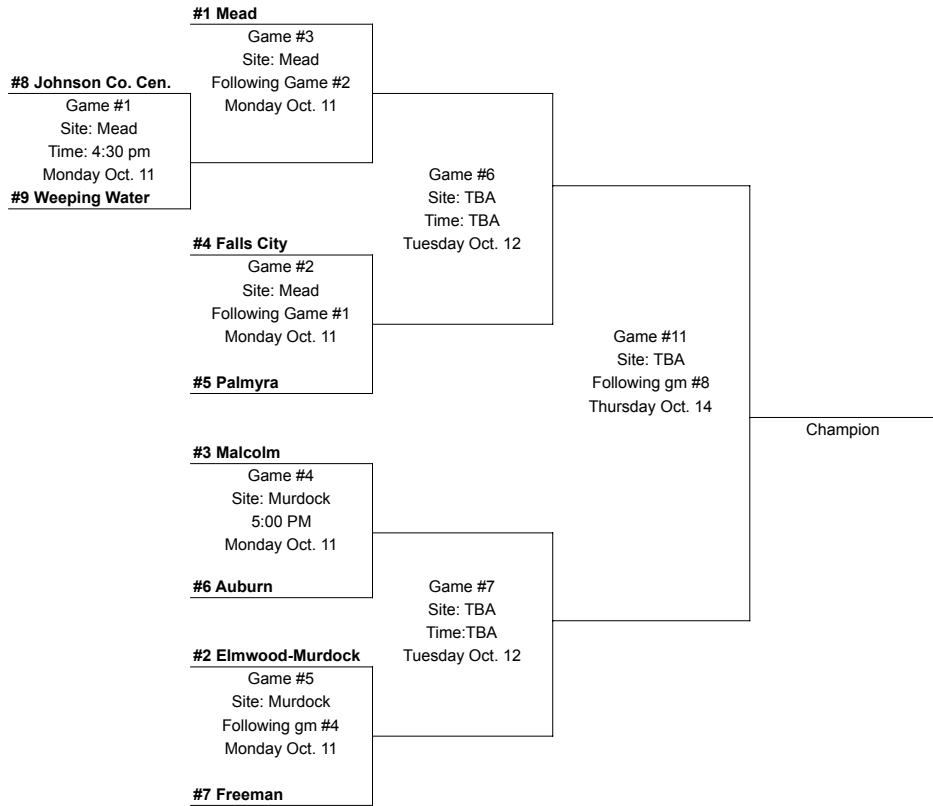 #1 Mead
Game #3
Site: Mead
Following Game #2
Monday Oct. 11
#8 Johnson Co. Cen.
Game #1
Site: Mead
Time: 4:30 pm
Monday Oct. 11
#9 Weeping Water
Game #6
Site: TBA
Time: TBA
Tuesday Oct. 12
#4 Falls City
Game #2
Site: Mead
Following Game #1
Monday Oct. 11
#5 Palmyra
Game #11
Site: TBA
Following gm #8
Thursday Oct. 14
Champion
#3 Malcolm
Game #4
Site: Murdock
5:00 PM
Monday Oct. 11
#6 Auburn
Game #7
Site: TBA
Time:TBA
Tuesday Oct. 12
#2 Elmwood-Murdock
Game #5
Site: Murdock
Following gm #4
Monday Oct. 11
#7 Freeman